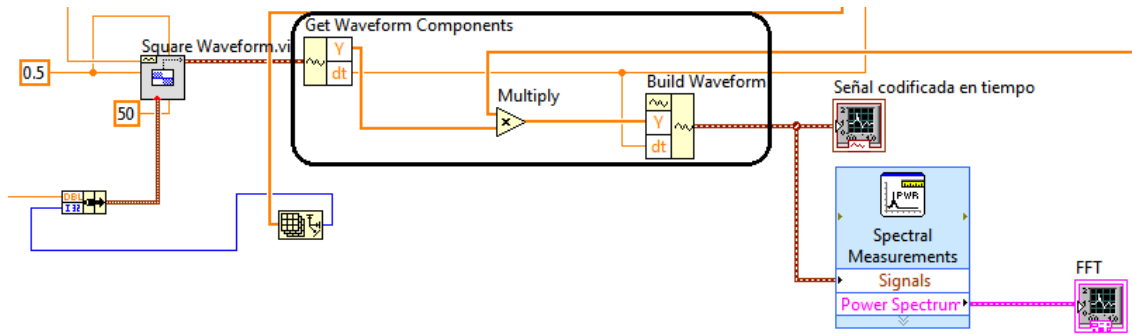 Get Waveform Components
Square Waveform.vi
Y
dt
0.5
50
Multiply
Build Waveform
Y
dt
Señal codificada en tiempo
DBL
I32
PWR
Spectral
Measurements
Signals
Power Spectrum
FFT